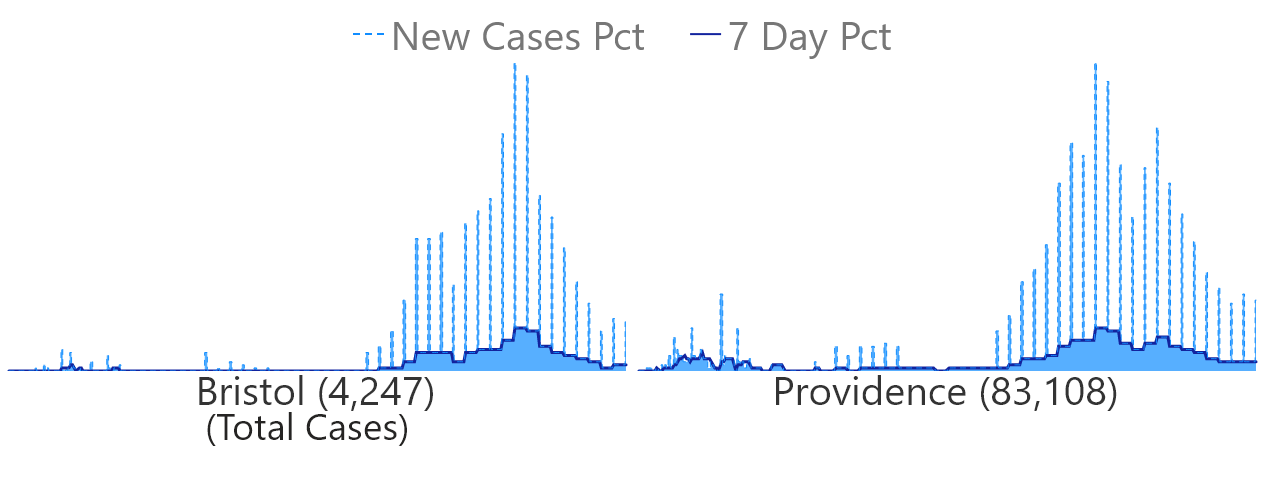 New Cases Pct 7 Day Pct
Bristol (4,247) Providence (83,108)
(Total Cases)